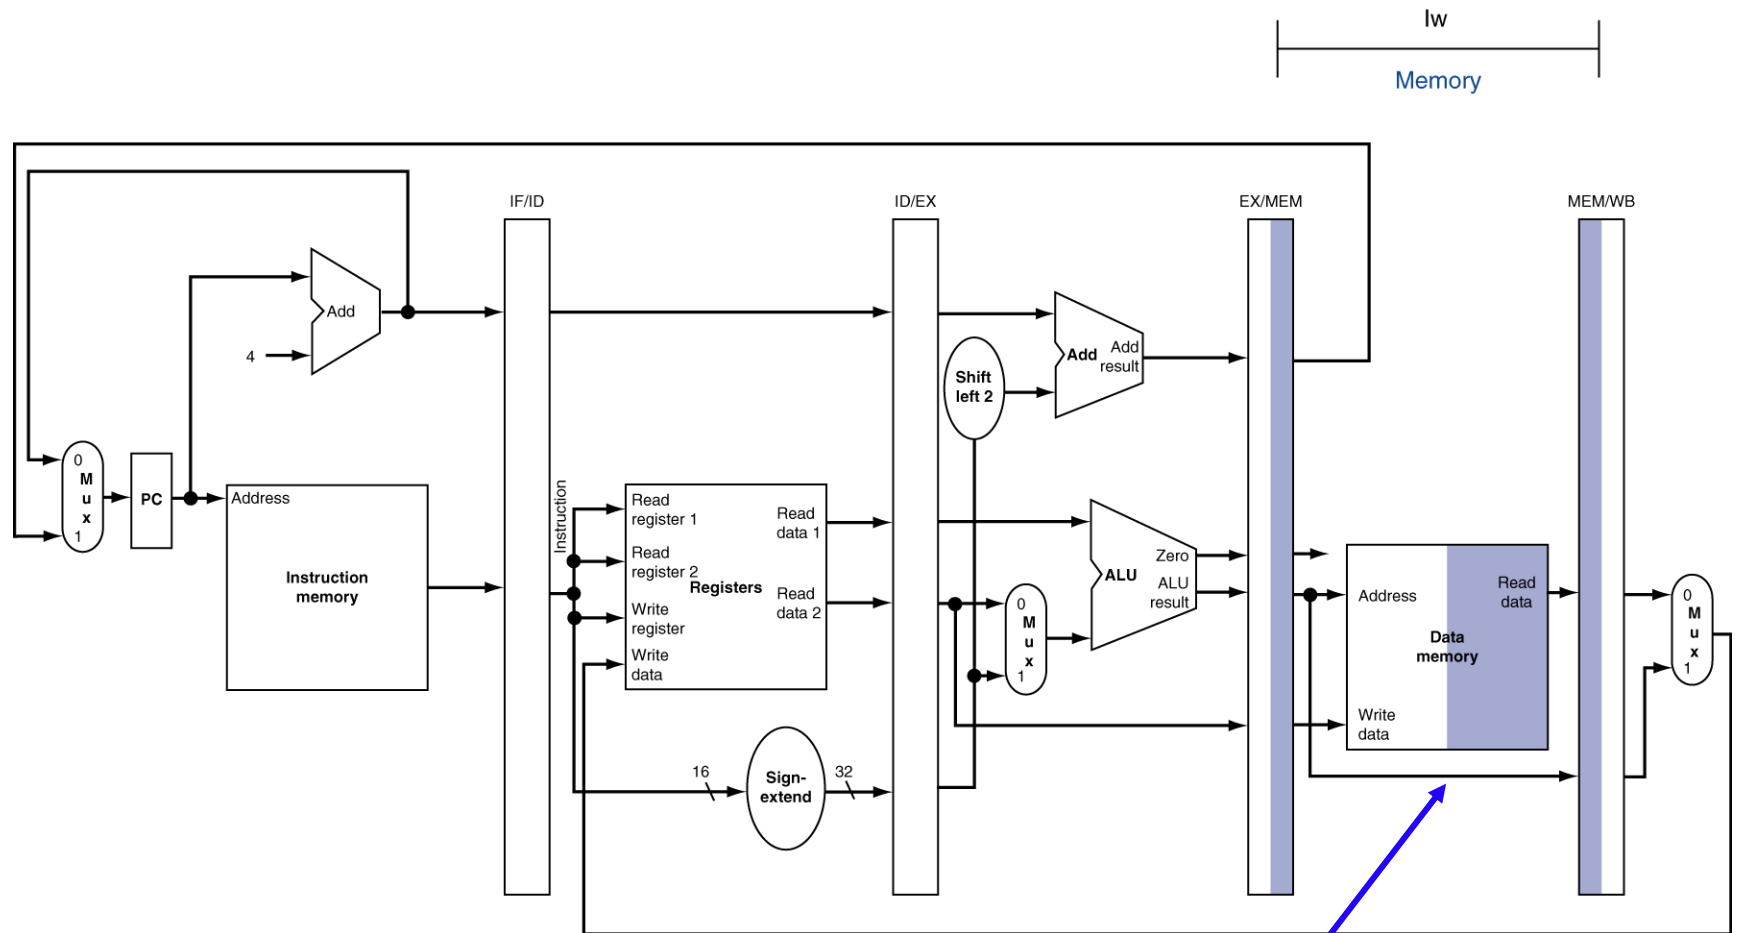 lw
Memory
IF/ID
ID/EX
EX/MEM
MEM/WB
Add
4
Add
Add
result
Shift
left 2
0
M
u
x
1
PC
Address
Instruction
memory
Instruction
Read
register 1
Read
register 2
Write
register
Write
data
Registers
Read
data 1
Read
data 2
16
Sign-
extend
32
0
M
u
x
1
ALU
Zero
ALU
result
Address
Write
data
Data
memory
Read
data
0
M
u
x
1